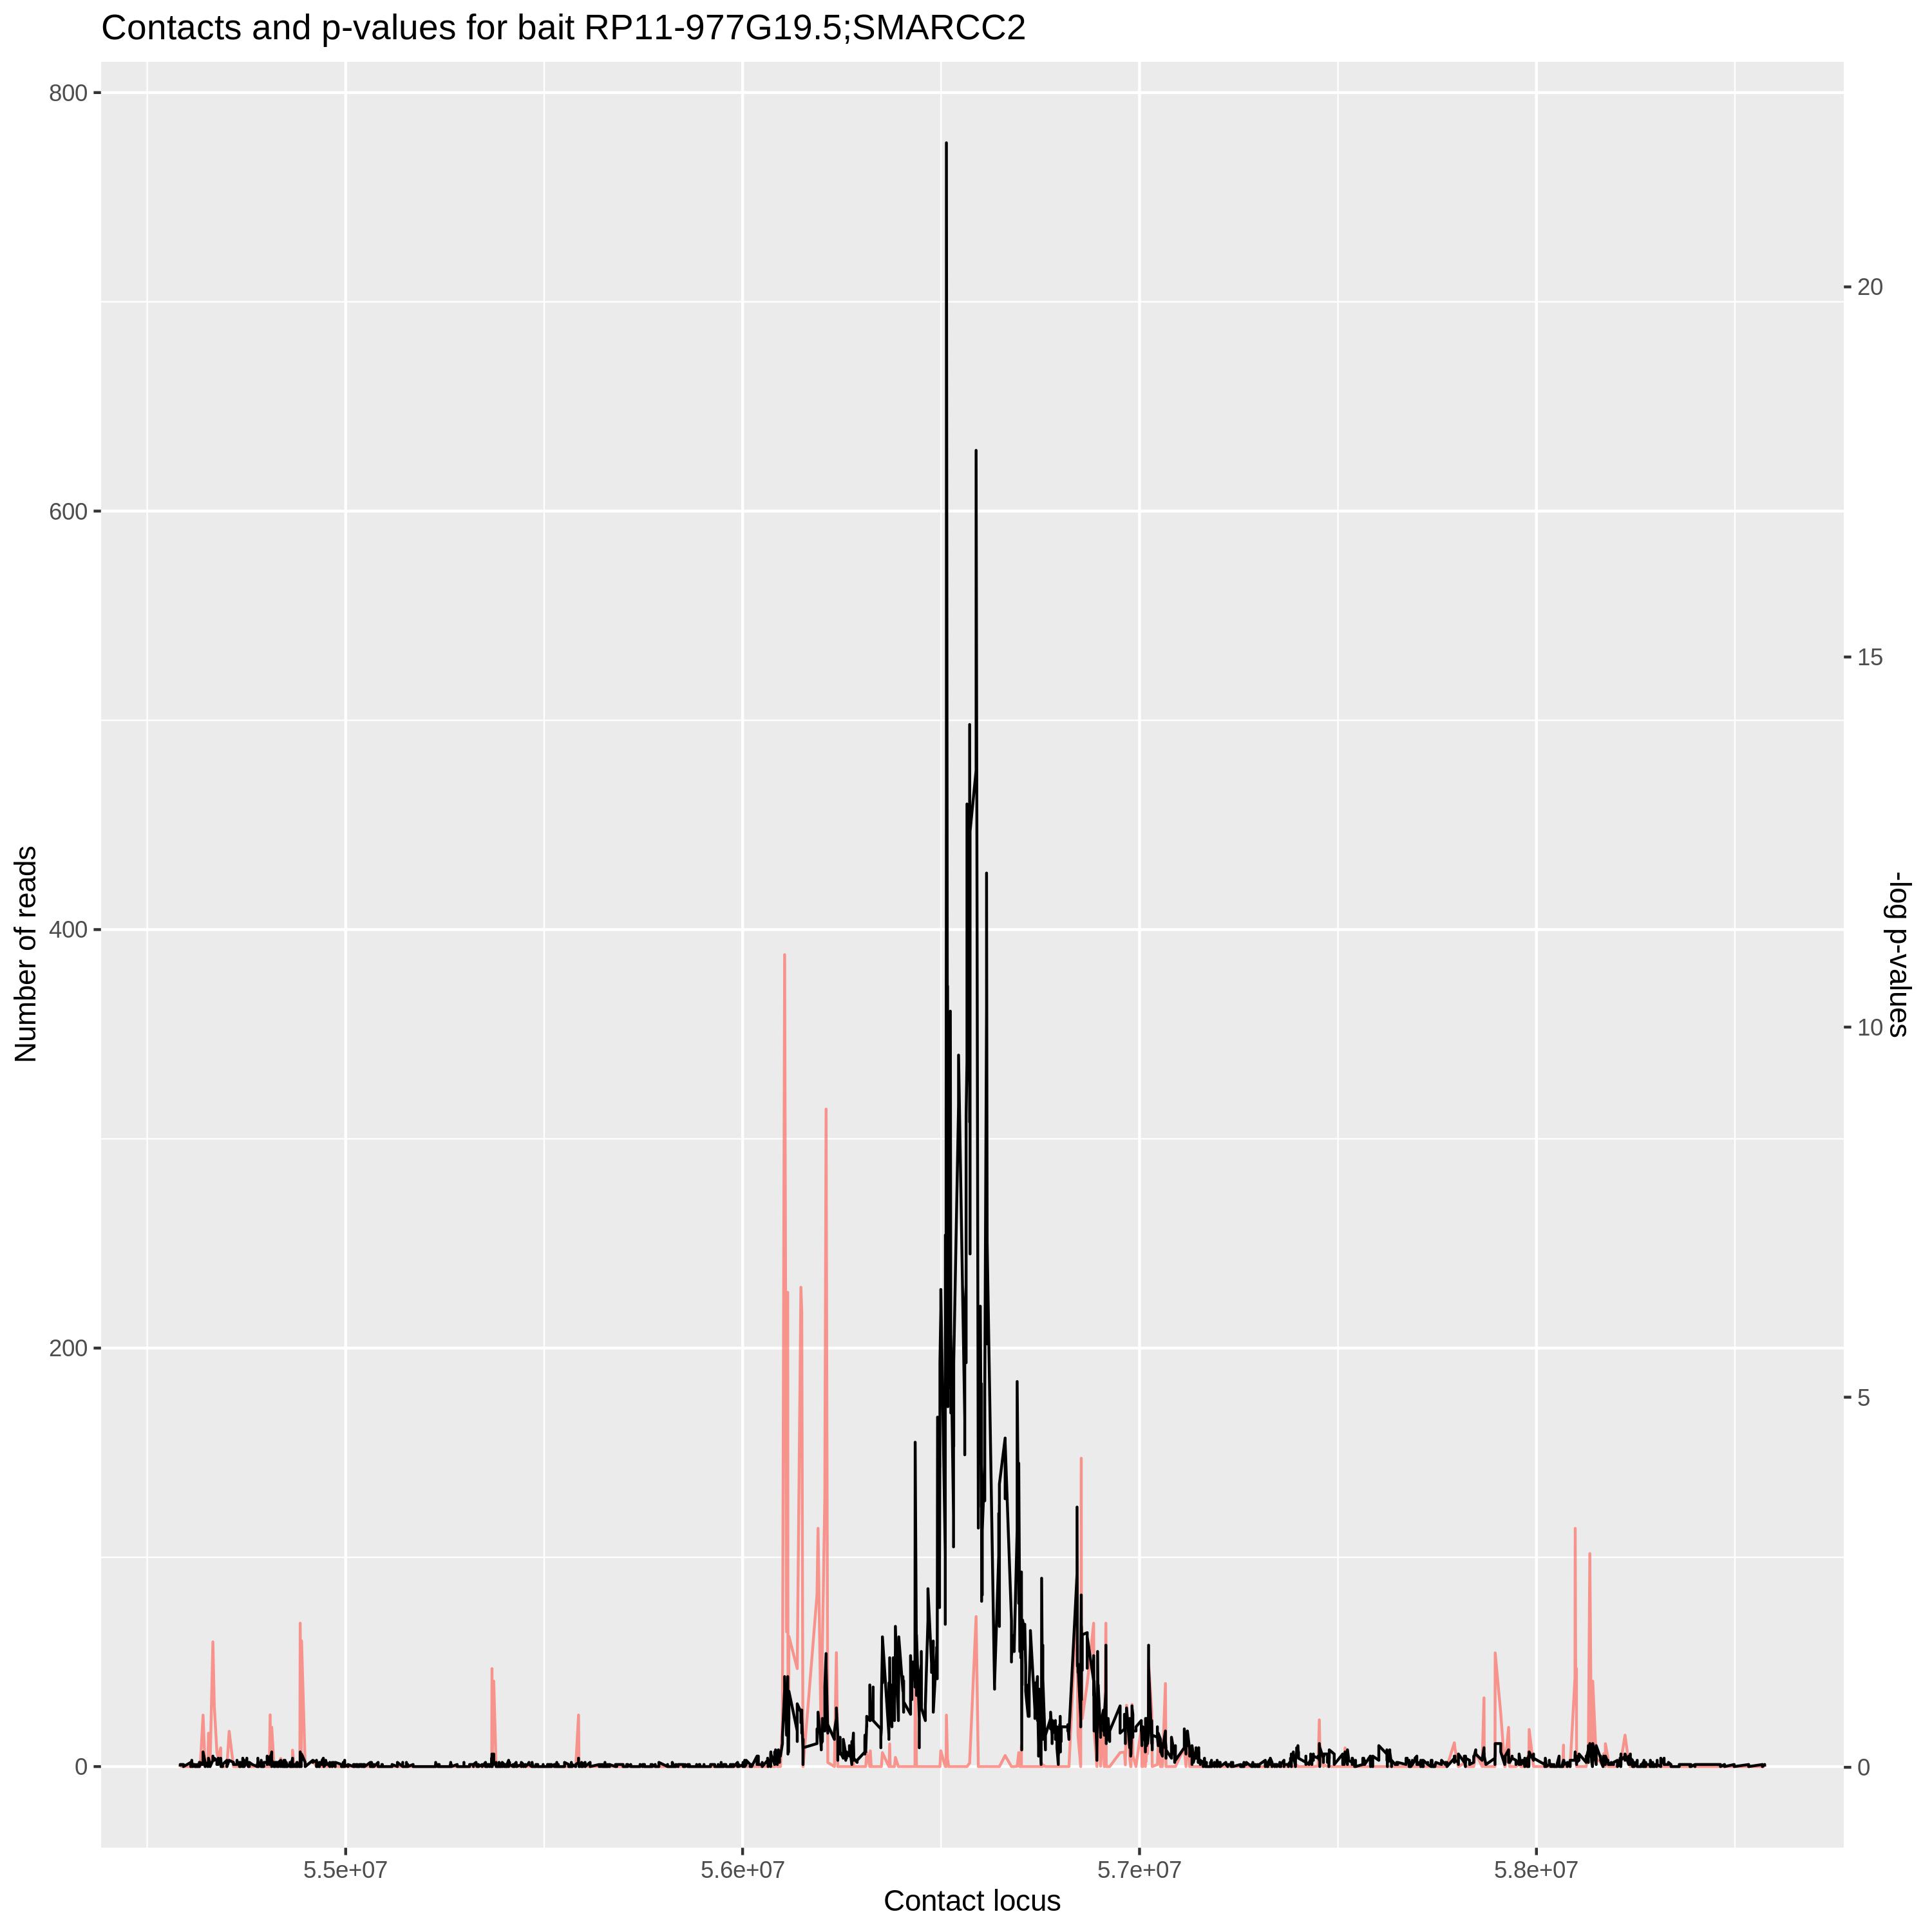 Contacts and p-values for bait RP11-977G19.5;SMARCC2
800
600
400
200
0
20
15
10
5
0
Number of reads
-log p-values
5.5e+07
5.6e+07
5.7e+07
5.8e+07
Contact locus